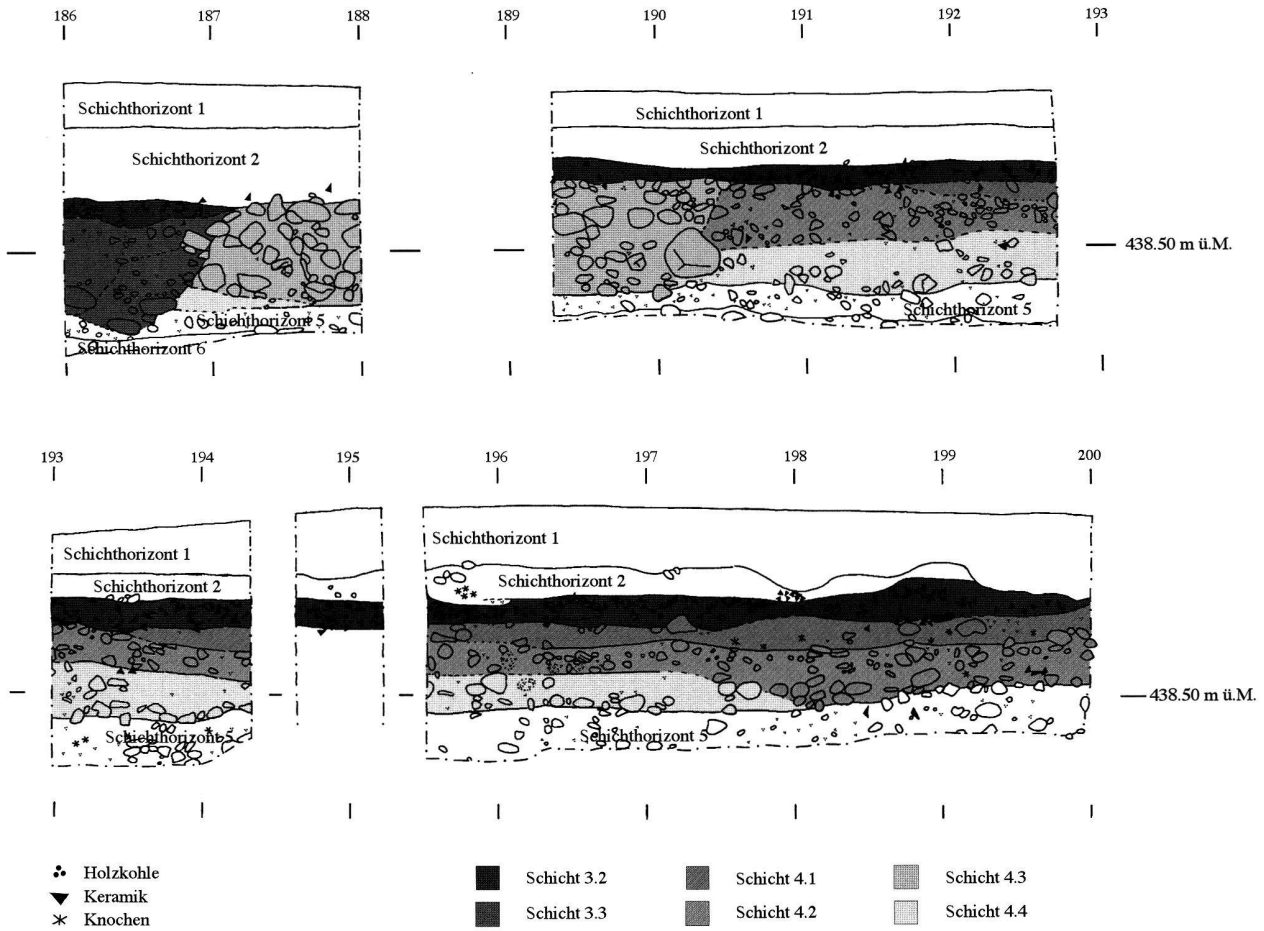 186 187 188 189 190 191 192 193
Schichthorizont 1
Schichthorizont 1
Schichthorizont 2
Schichthorizont 2
438.50 m ü.M.
Schichthorizont 5
Schichthorizont 5
Schichthorizont 6
193 194 195 196 197 198 199 200
Schichthorizont 1
Schichthorizont 1
Schichthorizont 2
Schichthorizont 2
438.50 m ü.M.
Schichthorizont 5
Schichthorizont 5
Holzkohle
Keramik
Knochen
Schicht 3.2
Schicht 3.3
Schicht 4.1
Schicht 4.2
Schicht 4.3
Schicht 4.4